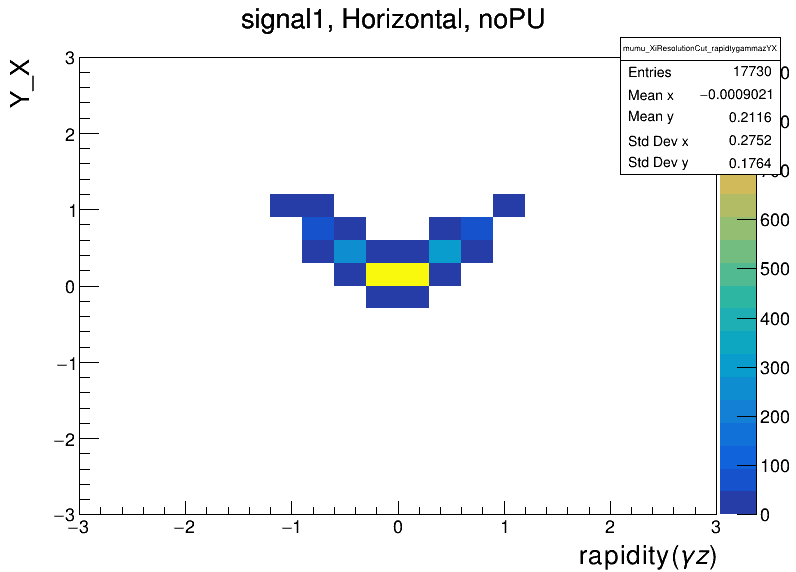 signal1, Horizontal, noPU
mumu_XiResolutionCut_rapidtygammazYX
Entries 17730
Mean x −0.0009021
Mean y 0.2116
Std Dev x 0.2752
Std Dev y 0.1764
Y_X
3
2
1
0
−1
−2
−3
−3 −2 −1 0 1 2 3
rapidity(γz)
600
500
400
300
200
100
0